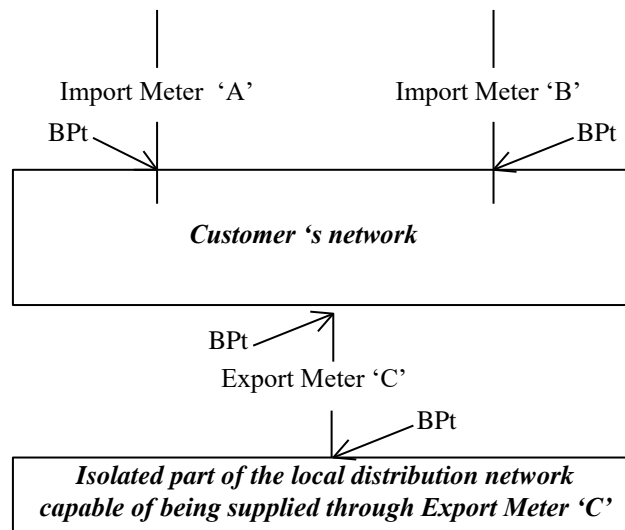 Import Meter ‘A’
Import Meter ‘B’
BPt
BPt
Customer ‘s network
BPt
Export Meter ‘C’
BPt
Isolated part of the local distribution network
capable of being supplied through Export Meter ‘C’